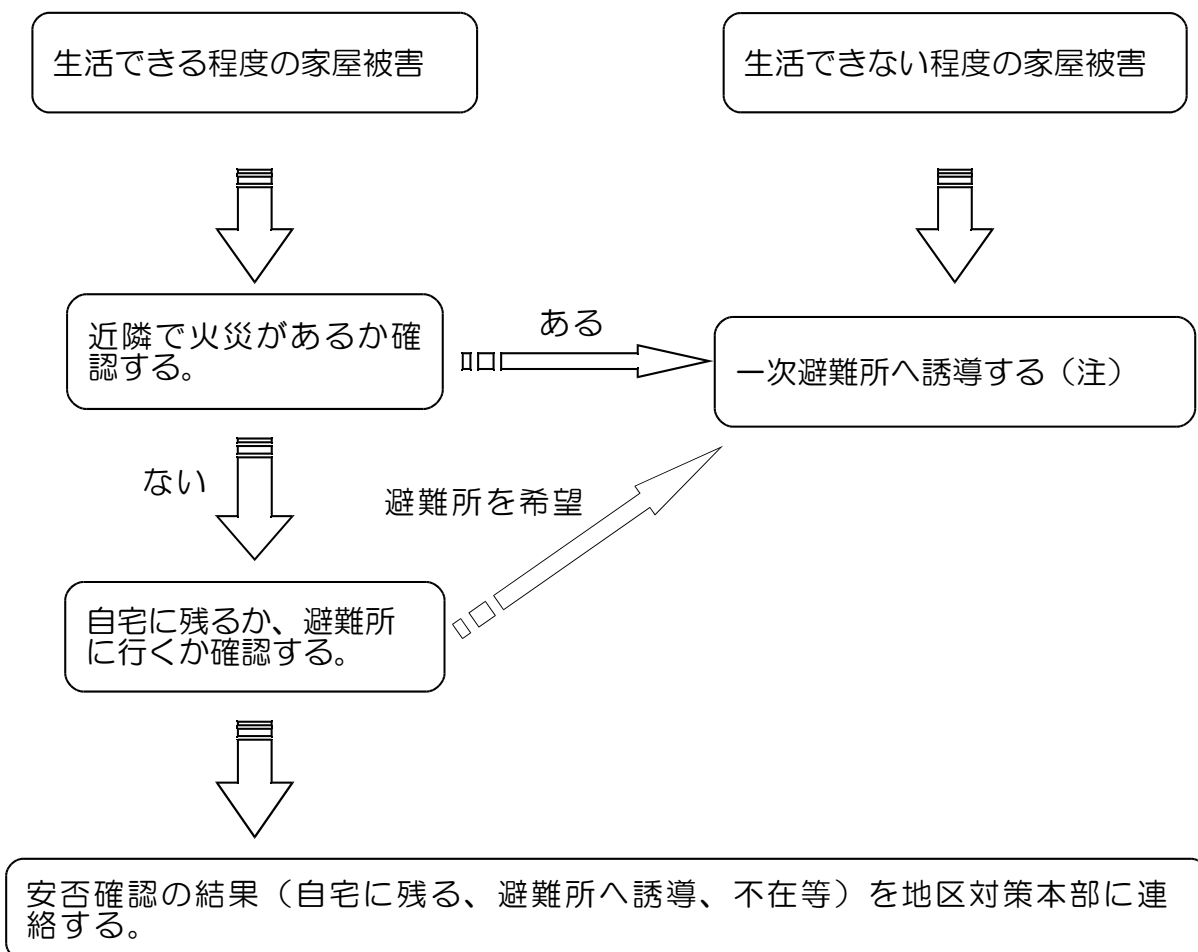 生活できる程度の家屋被害
生活できない程度の家屋被害
近隣で火災があるか確
認する。
ある
一次避難所へ誘導する（注）
ない
避難所を希望
自宅に残るか、避難所
に行くか確認する。
安否確認の結果（自宅に残る、避難所へ誘導、不在等）を地区対策本部に連
絡する。